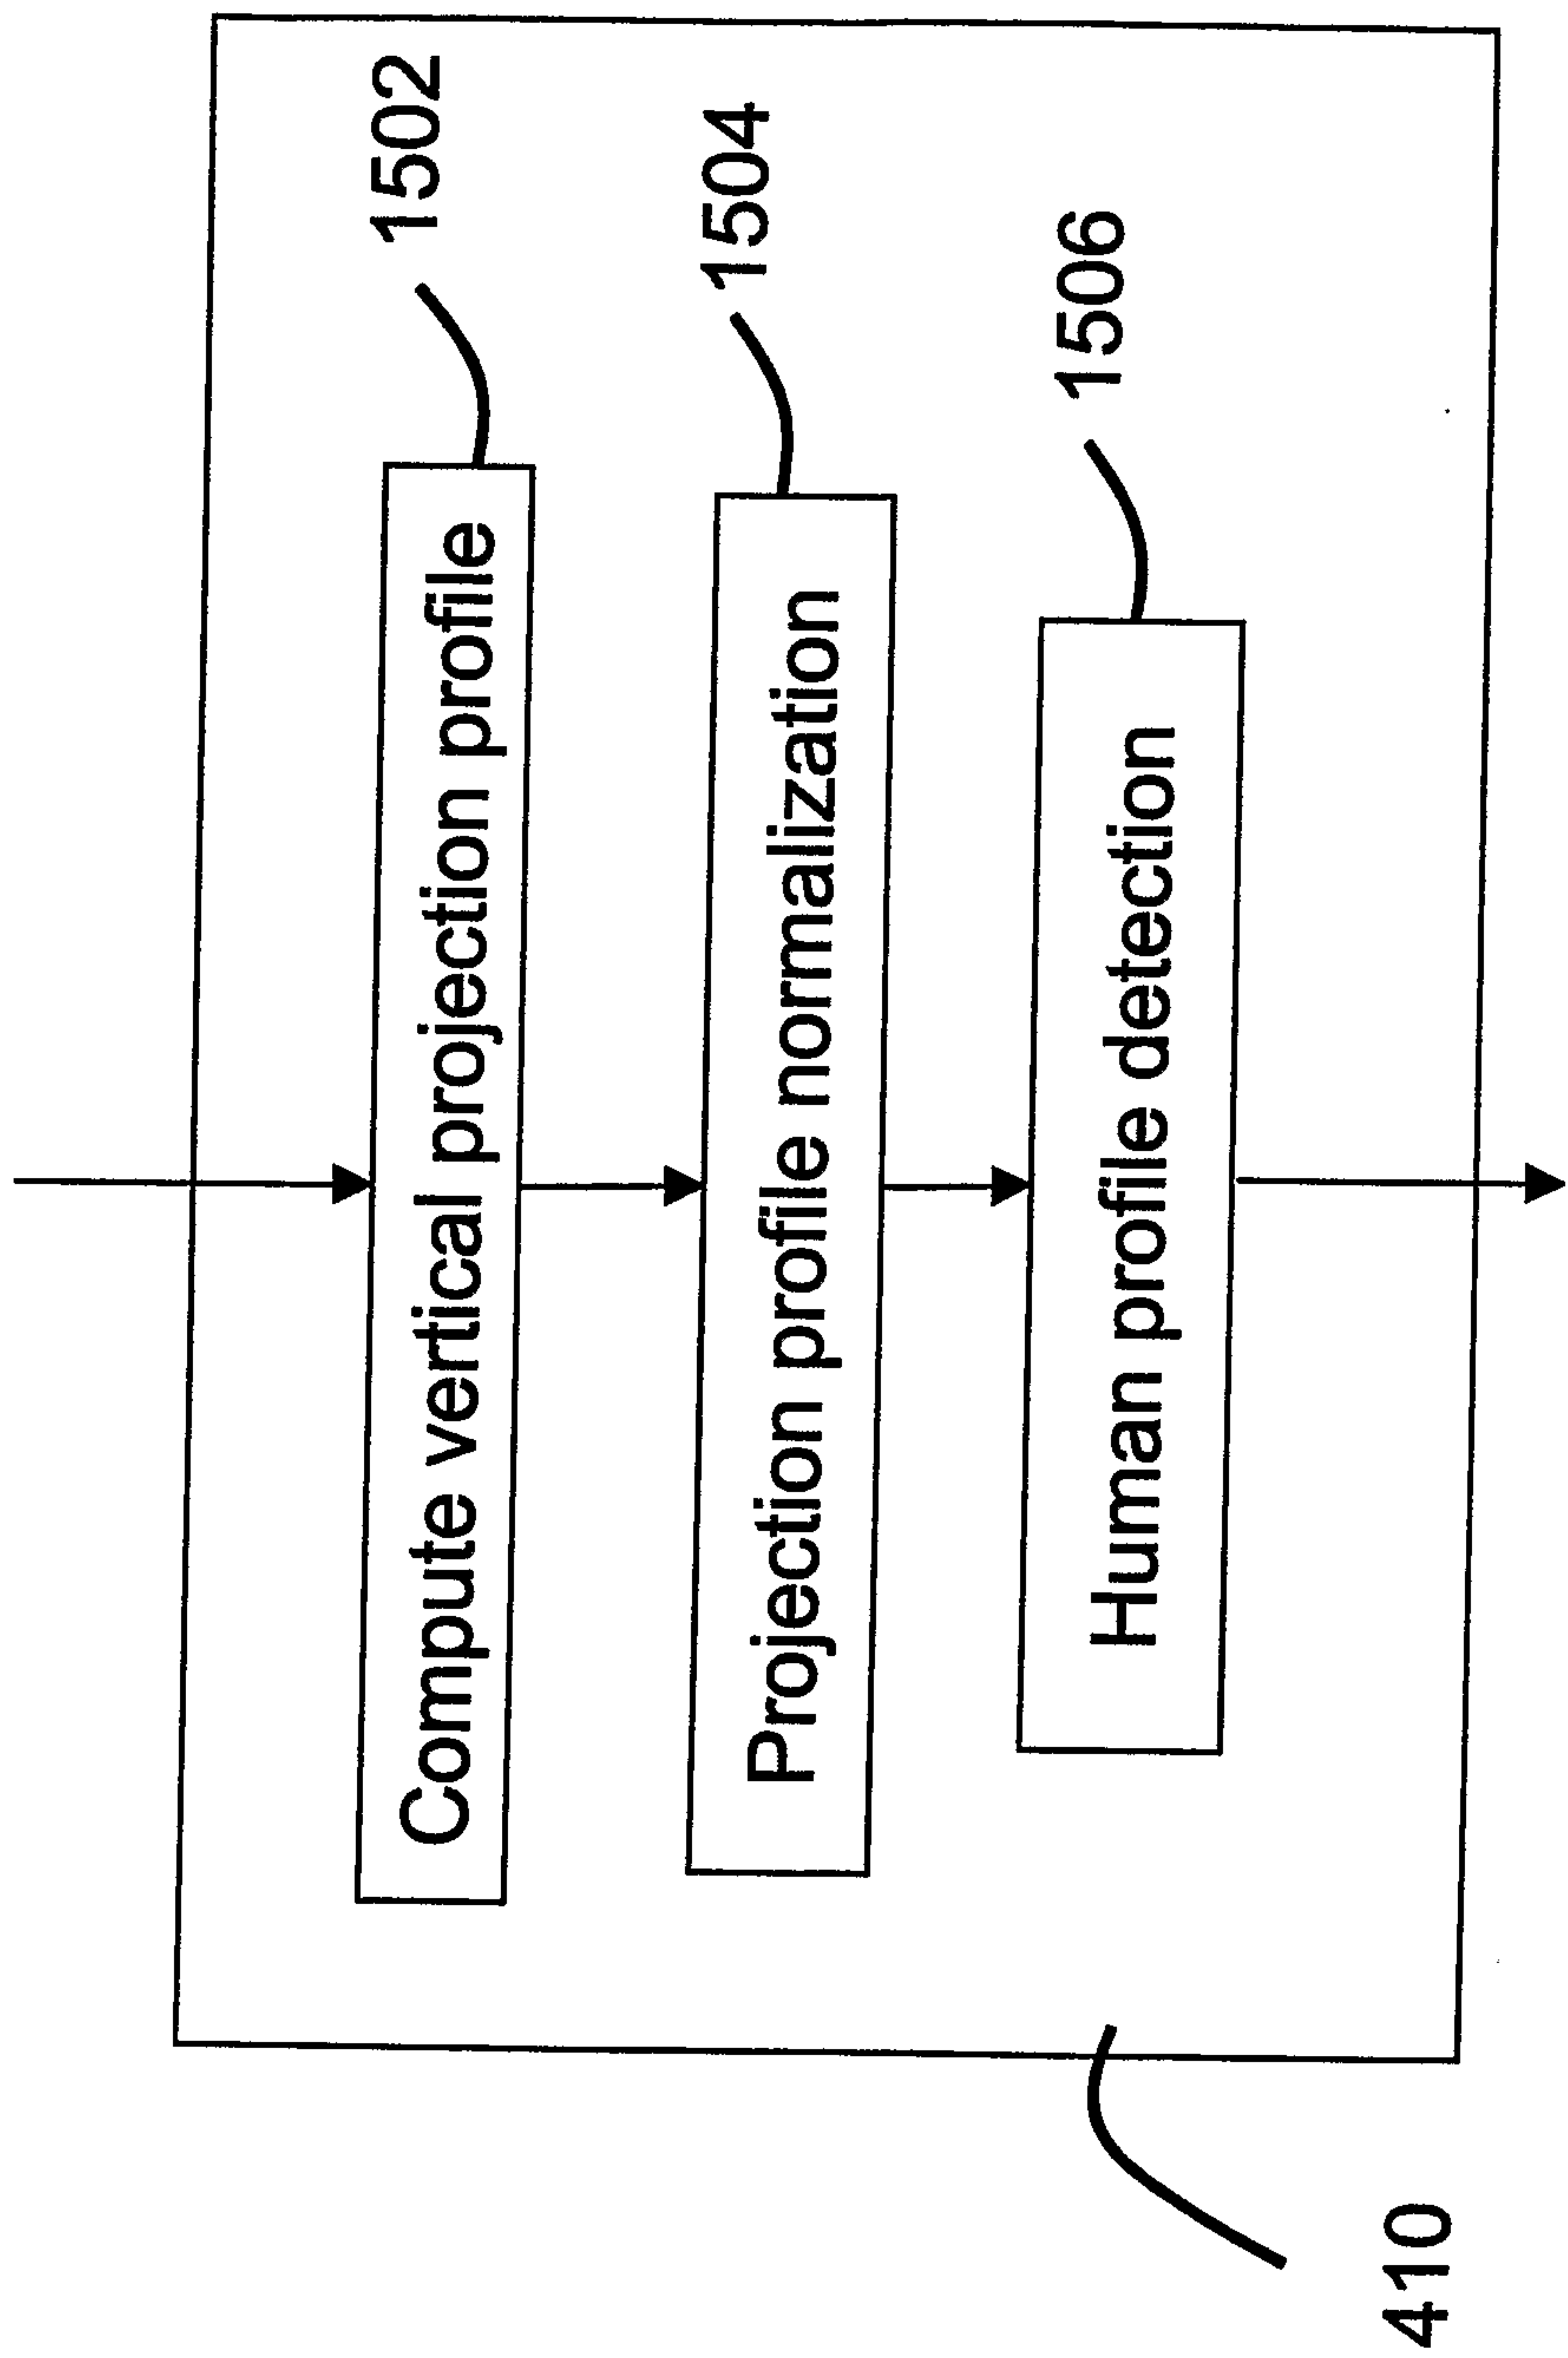 Compute vertical projection profile
1502
Projection profile normalization
1504
Human profile detection
1506
410